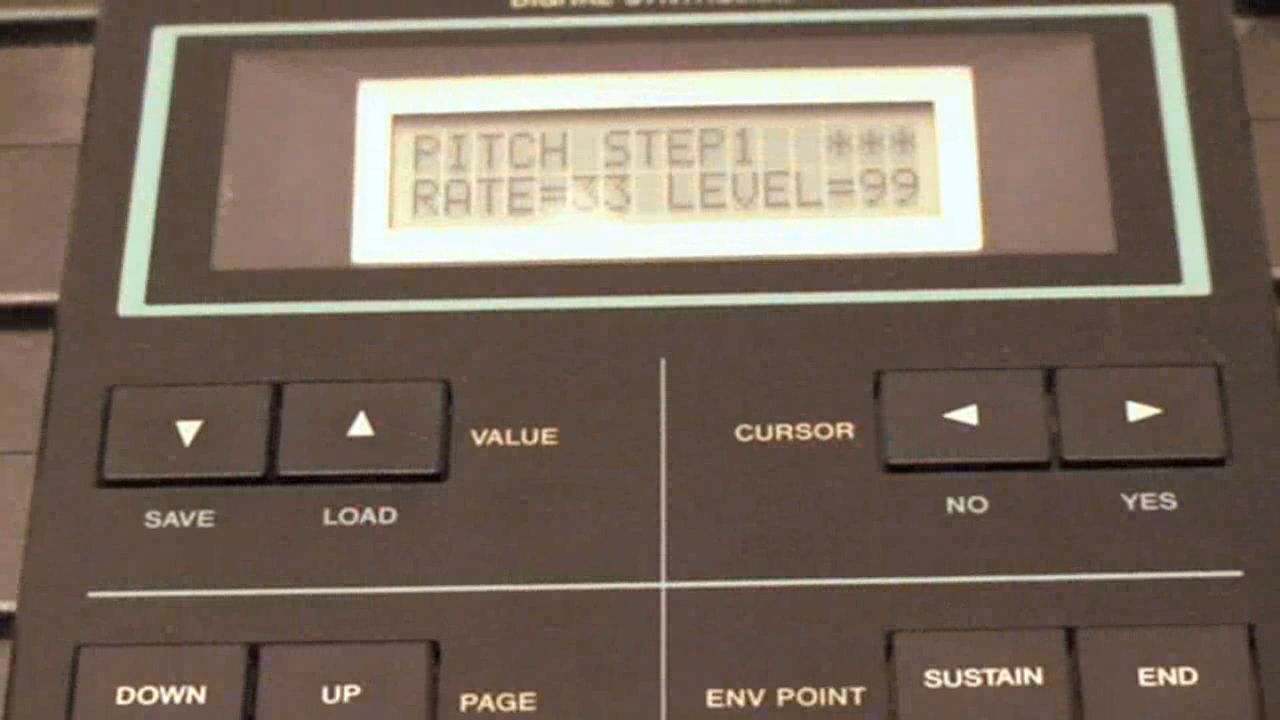 PITCH STEP1 ***
RATE=33 LEVEL=99
VALUE
CURSOR
SAVE
LOAD
NO
YES
DOWN
UP
PAGE
ENV POINT
SUSTAIN
END